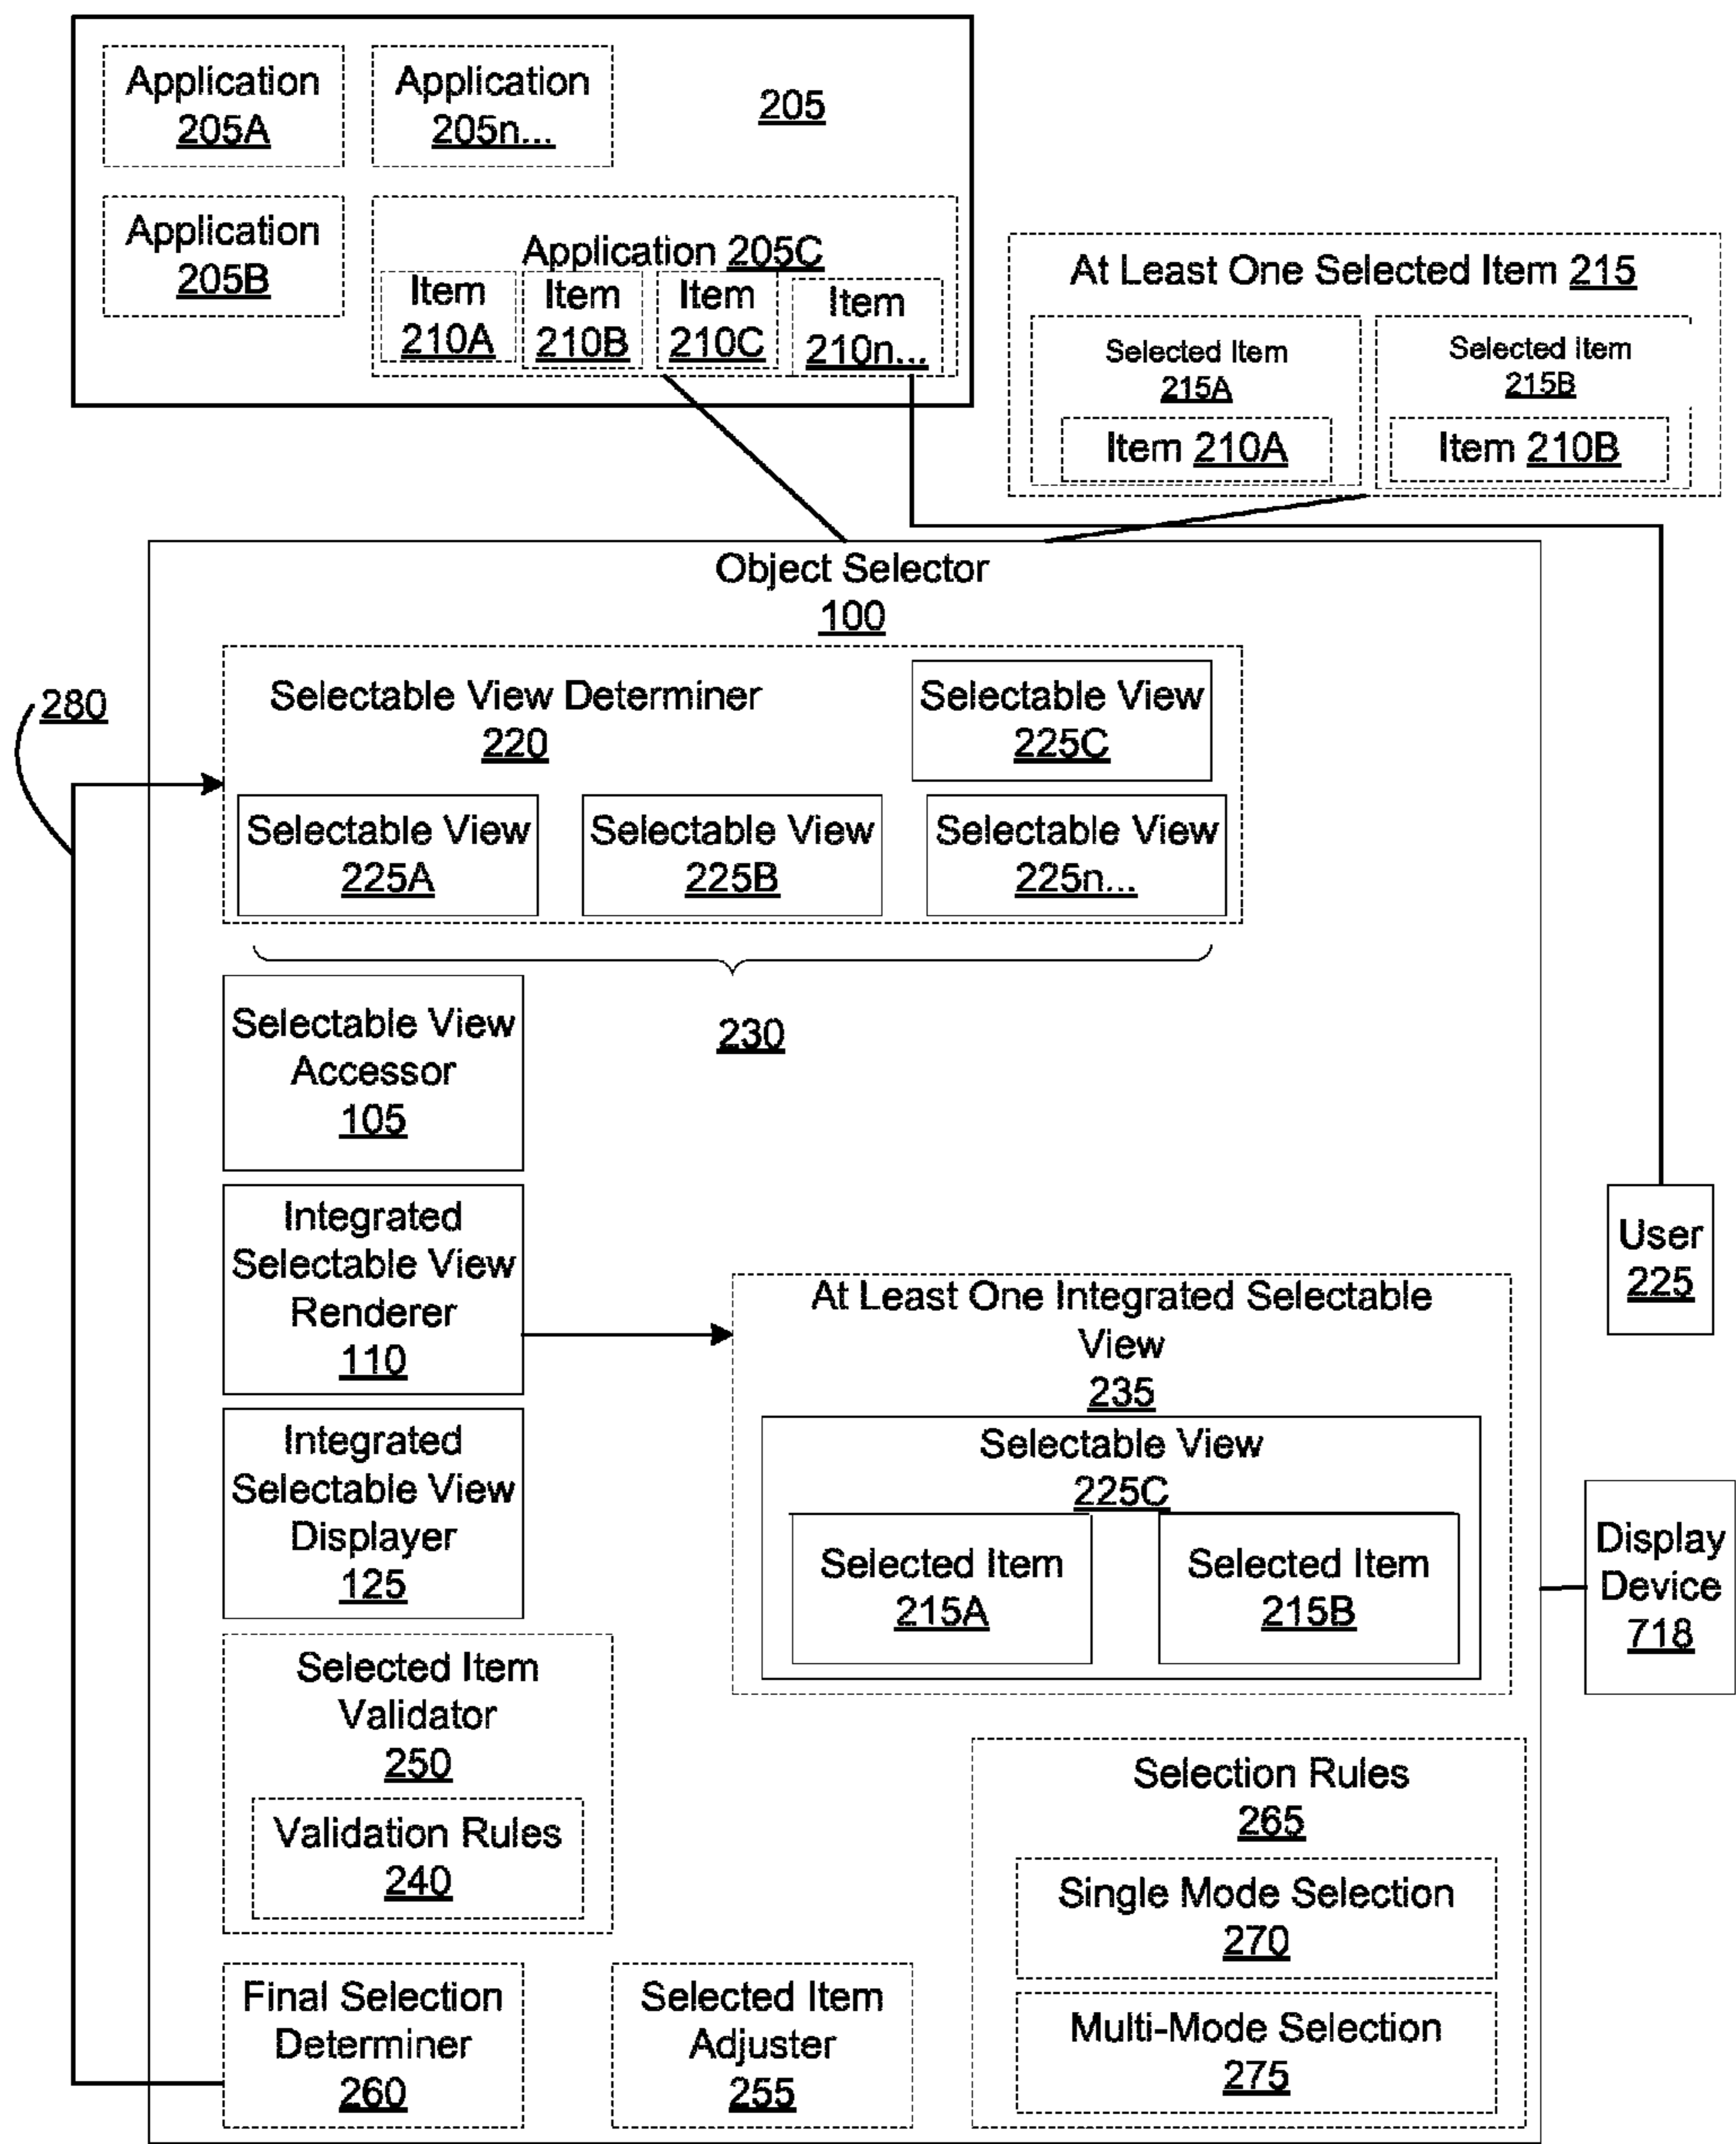 Application
205A
Application
205n...
205
Application
205B
Application 205C
Item
210A
Item
210B
Item
210C
Item
210n...
At Least One Selected Item 215
Selected Item
215A
Item 210A
Selected Item
215B
Item 210B
Object Selector
100
280
Selectable View Determiner
220
Selectable View
225C
Selectable View
225A
Selectable View
225B
Selectable View
225n...
230
Selectable View
Accessor
105
Integrated
Selectable View
Renderer
110
User
225
At Least One Integrated Selectable
View
235
Selectable View
225C
Selected Item
215A
Selected Item
215B
Integrated
Selectable View
Displayer
125
Display
Device
718
Selected Item
Validator
250
Validation Rules
240
Selection Rules
265
Single Mode Selection
270
Multi-Mode Selection
275
Final Selection
Determiner
260
Selected Item
Adjuster
255